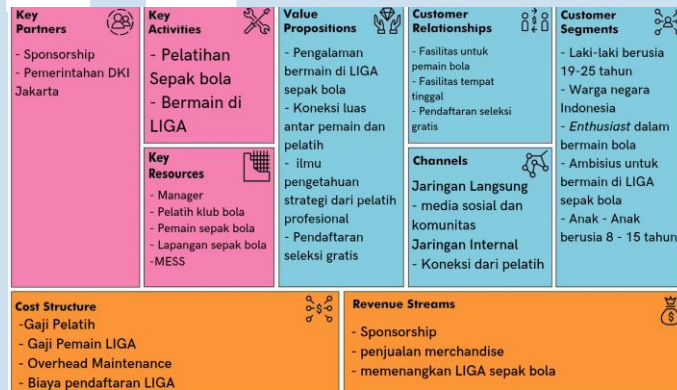 Key
Partners
- Sponsorship
- Pemerintahan DKI
Jakarta
Key
Activities
- Pelatihan
Sepak bola
- Bermain di
LIGA
Key
Resources
- Manager
- Pelatih klub bola
- Pemain sepak bola
- Lapangan sepak bola
-MESS
Value
Propositions
- Pengalaman
bermain di LIGA
sepak bola
- Koneksi luas
antar pemain dan
pelatih
- ilmu
pengetahuan
strategi dari pelatih
profesional
- Pendaftaran
seleksi gratis
Customer
Relationships
- Fasilitas untuk
pemain bola
- Fasilitas tempat
tinggal
- Pendaftaran seleksi
gratis
Channels
Jaringan Langsung
- media sosial dan
komunitas
Jaringan Internal
- Koneksi dari pelatih
Customer
Segments
- Laki-laki berusia
19-25 tahun
- Warga negara
Indonesia
- Enthusiast dalam
bermain bola
- Ambisius untuk
bermain di LIGA
sepak bola
- Anak - Anak
berusia 8 - 15 tahun
Cost Structure
-Gaji Pelatih
- Gaji Pemain LIGA
- Overhead Maintenance
- Biaya pendaftaran LIGA
Revenue Streams
- Sponsorship
- penjualan merchandise
- memenangkan LIGA sepak bola